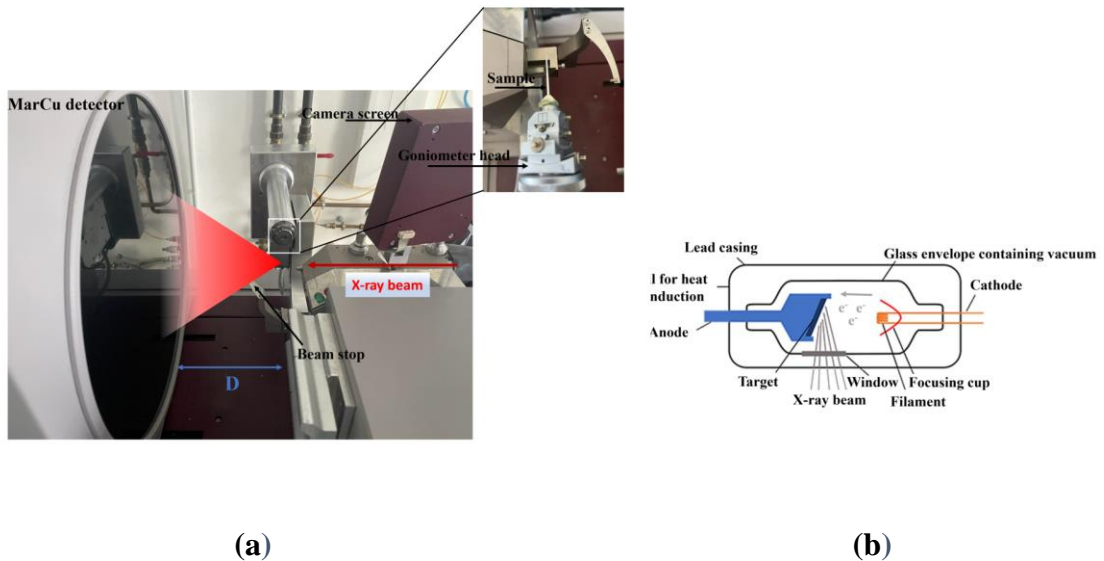 MarCu detector
Camera screen
Goniometer head
Sample
X-ray beam
Beam stop
D
Lead casing
Glass envelope containing vacuum
l for heat
nduction
Cathode
Anode
e⁻ e⁻ e⁻
Target
Window
Focusing cup
X-ray beam
Filament
(a)
(b)